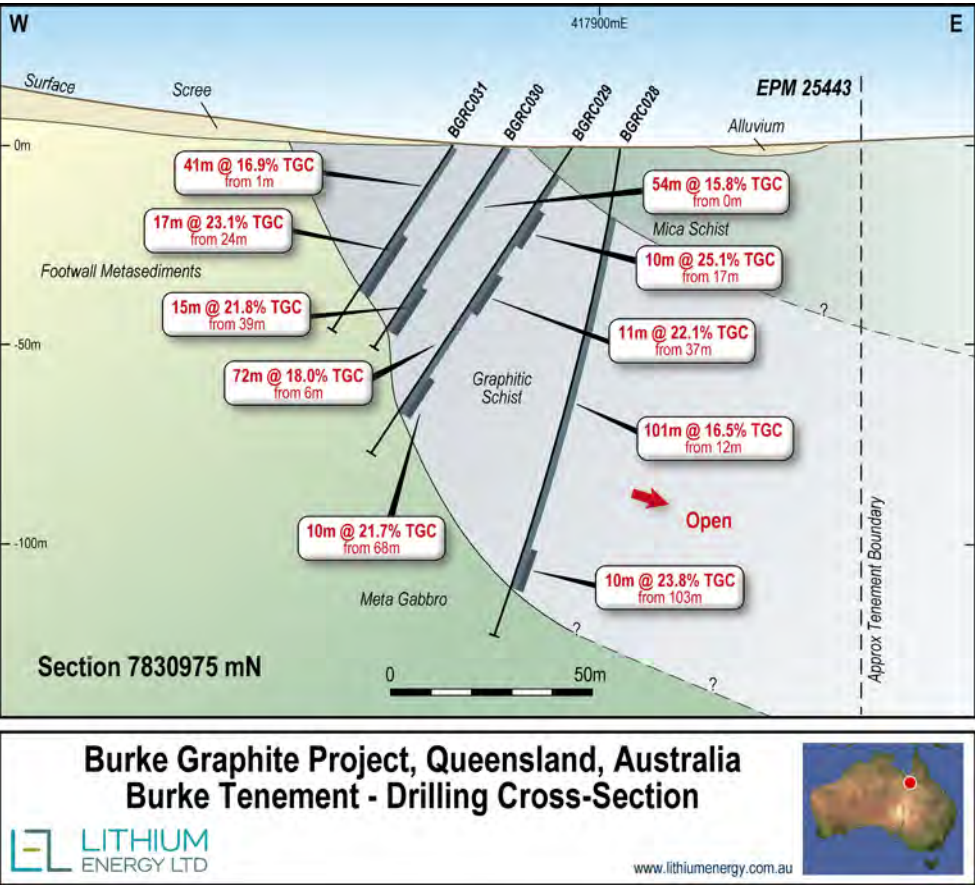 W
417900mE
E
Surface
Scree
BGRC031
BGRC030
BGRC029
BGRC028
EPM 25443
Alluvium
0m
41m @ 16.9% TGC
from 1m
54m @ 15.8% TGC
from 0m
17m @ 23.1% TGC
from 24m
Mica Schist
Footwall Metasediments
10m @ 25.1% TGC
from 17m
15m @ 21.8% TGC
from 39m
?
11m @ 22.1% TGC
from 37m
-50m
72m @ 18.0% TGC
from 6m
Graphitic
Schist
101m @ 16.5% TGC
from 12m
Open
10m @ 21.7% TGC
from 68m
-100m
10m @ 23.8% TGC
from 103m
Meta Gabbro
?
?
Approx Tenement Boundary
Section 7830975 mN
0
50m
Burke Graphite Project, Queensland, Australia
Burke Tenement - Drilling Cross-Section
LITHIUM
ENERGY LTD
www.lithiumenergy.com.au